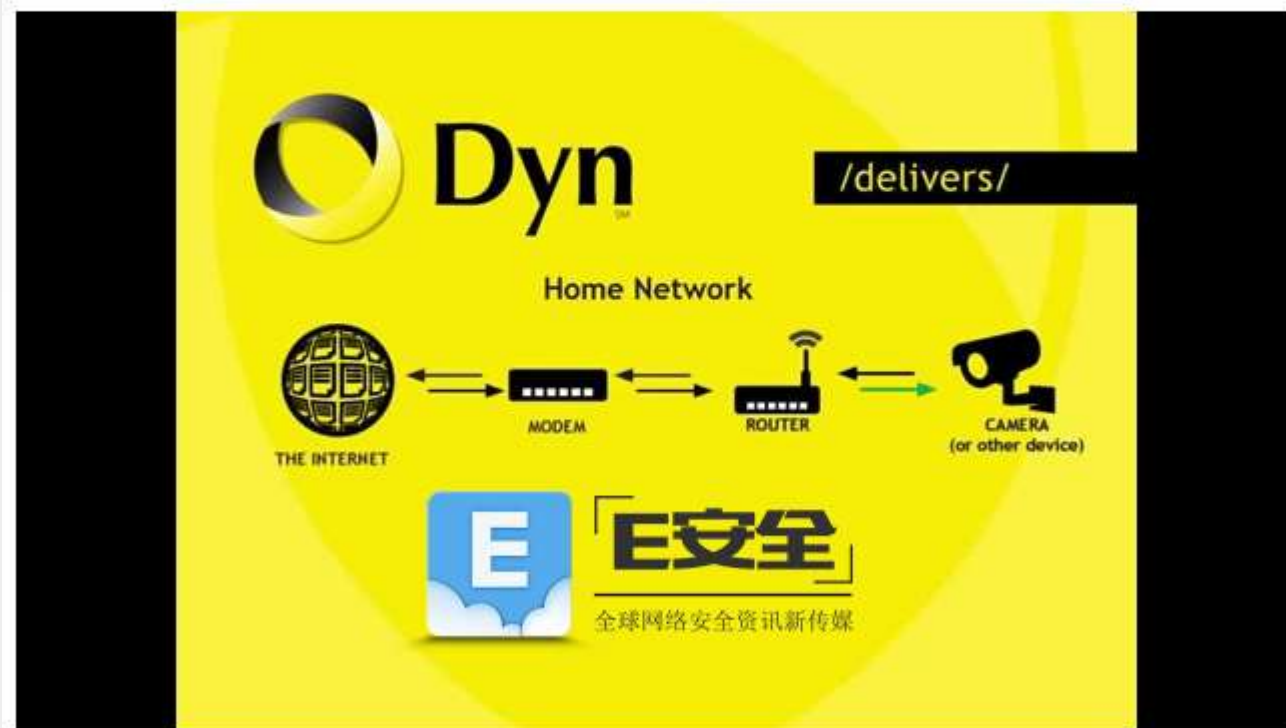 Dyn
SM
/delivers/
Home Network
THE INTERNET
MODEM
ROUTER
CAMERA
(or other device)
E
E安全
全球网络安全资讯新传媒